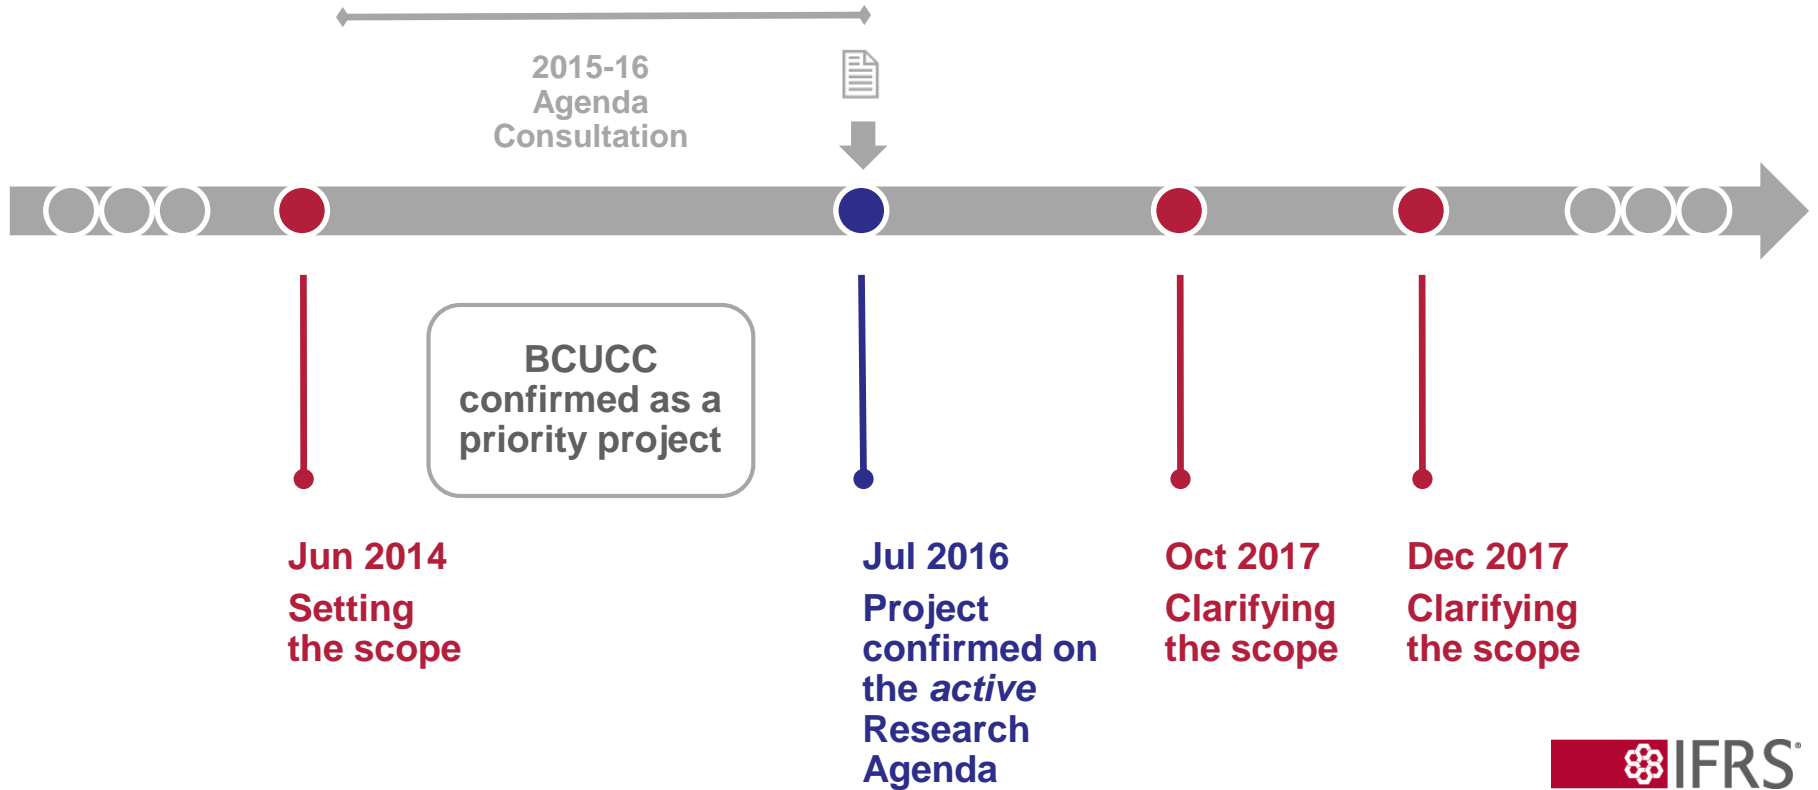 2015-16
Agenda
Consultation
BCUCC
confirmed as a
priority project
Jun 2014
Setting
the scope
Jul 2016
Project
confirmed on
the active
Research
Agenda
Oct 2017
Clarifying
the scope
Dec 2017
Clarifying
the scope
IFRS®